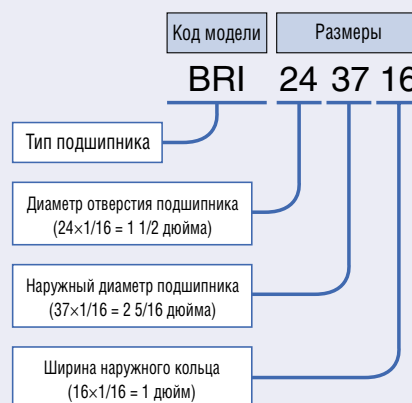 Код модели Размеры
BRI 24 37 16
Тип подшипника
Диаметр отверстия подшипника
(24×1/16 = 1 1/2 дюйма)
Наружный диаметр подшипника
(37×1/16 = 2 5/16 дюйма)
Ширина наружного кольца
(16×1/16 = 1 дюйм)